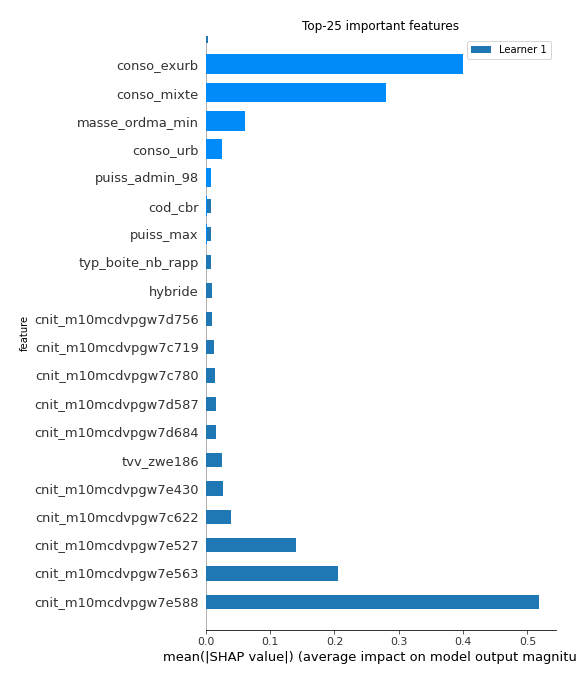 Top-25 important features
Learner 1
conso_exurb
conso_mixte
masse_ordma_min
conso_urb
puiss_admin_98
cod_cbr
puiss_max
typ_boite_nb_rapp
hybride
cnit_m10mcdvpgw7d756
cnit_m10mcdvpgw7c719
cnit_m10mcdvpgw7c780
cnit_m10mcdvpgw7d587
cnit_m10mcdvpgw7d684
tvv_zwe186
cnit_m10mcdvpgw7e430
cnit_m10mcdvpgw7c622
cnit_m10mcdvpgw7e527
cnit_m10mcdvpgw7e563
cnit_m10mcdvpgw7e588
feature
0.0 0.1 0.2 0.3 0.4 0.5
mean(|SHAP value|) (average impact on model output magnitu